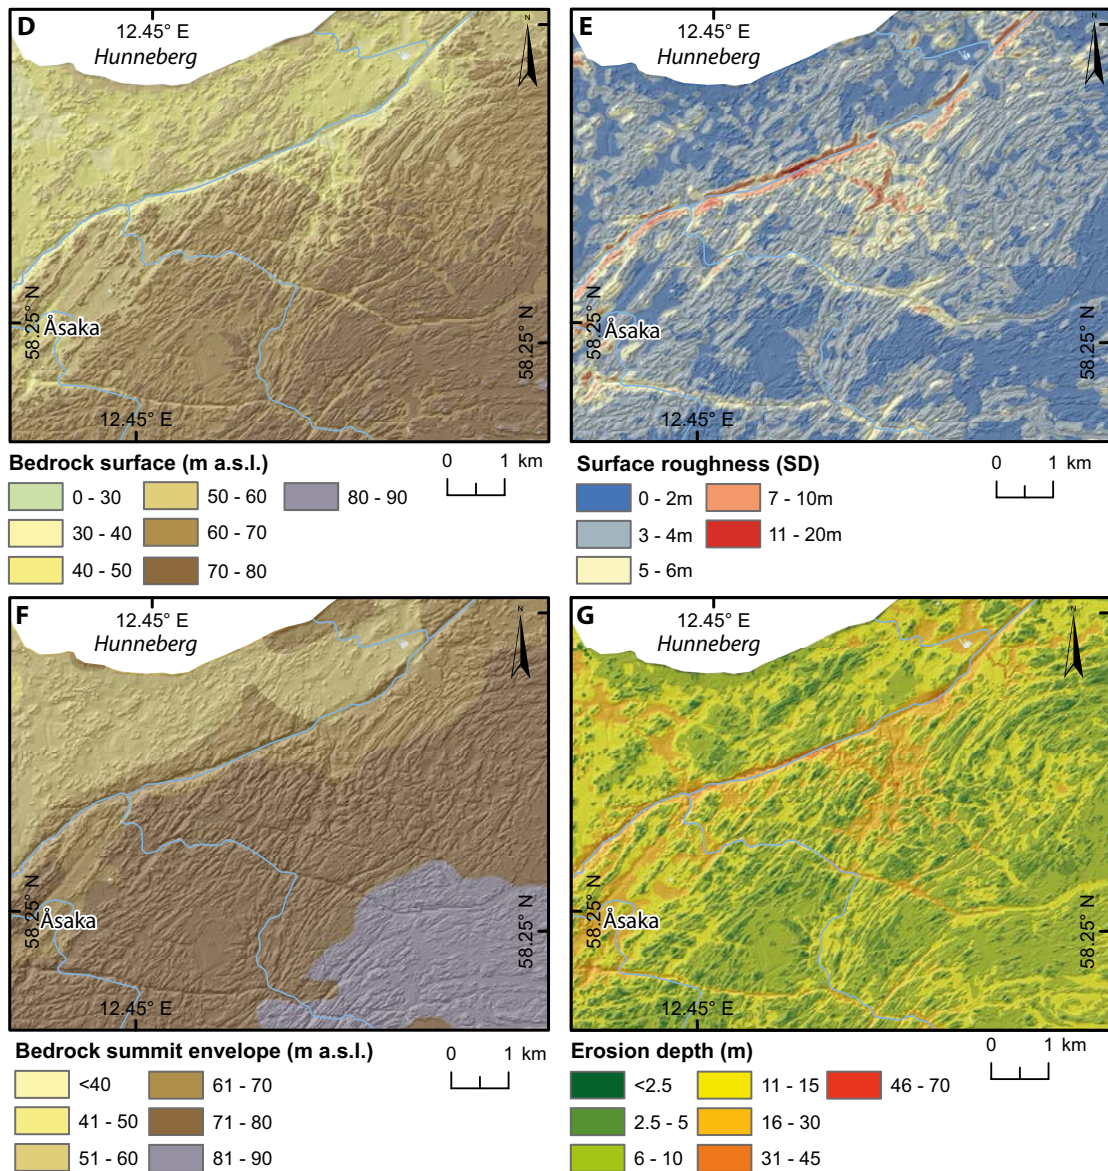 D
12.45° E
Hunneberg
N
58.25° N
Åsaka
58.25° N
12.45° E
Bedrock surface (m a.s.l.)
0 - 30
30 - 40
40 - 50
50 - 60
60 - 70
70 - 80
80 - 90
0 1 km
E
12.45° E
Hunneberg
N
58.25° N
Åsaka
58.25° N
12.45° E
Surface roughness (SD)
0 - 2m
3 - 4m
5 - 6m
7 - 10m
11 - 20m
0 1 km
F
12.45° E
Hunneberg
N
58.25° N
Åsaka
58.25° N
12.45° E
Bedrock summit envelope (m a.s.l.)
<40
41 - 50
51 - 60
61 - 70
71 - 80
81 - 90
0 1 km
G
12.45° E
Hunneberg
N
58.25° N
Åsaka
58.25° N
12.45° E
Erosion depth (m)
<2.5
2.5 - 5
6 - 10
11 - 15
16 - 30
31 - 45
46 - 70
0 1 km